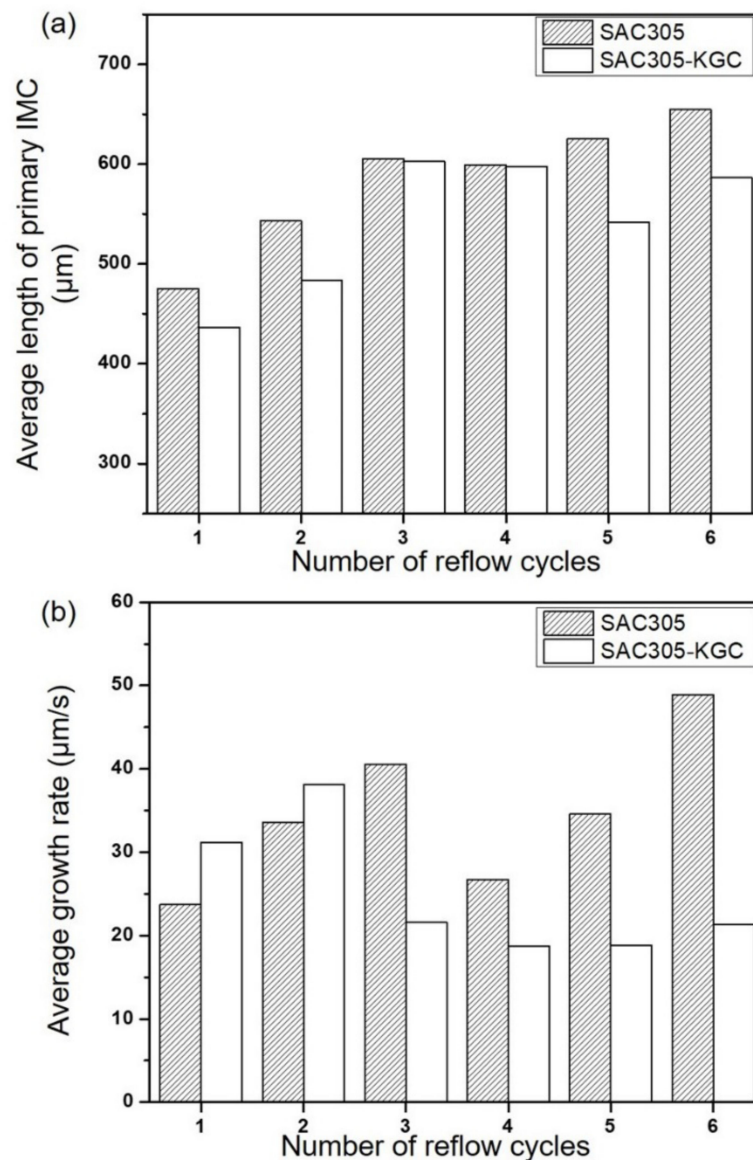 (a)
SAC305
SAC305-KGC
Average length of primary IMC
(µm)
700
600
500
400
300
1 2 3 4 5 6
Number of reflow cycles
(b)
SAC305
SAC305-KGC
Average growth rate (µm/s)
60
50
40
30
20
10
0
1 2 3 4 5 6
Number of reflow cycles